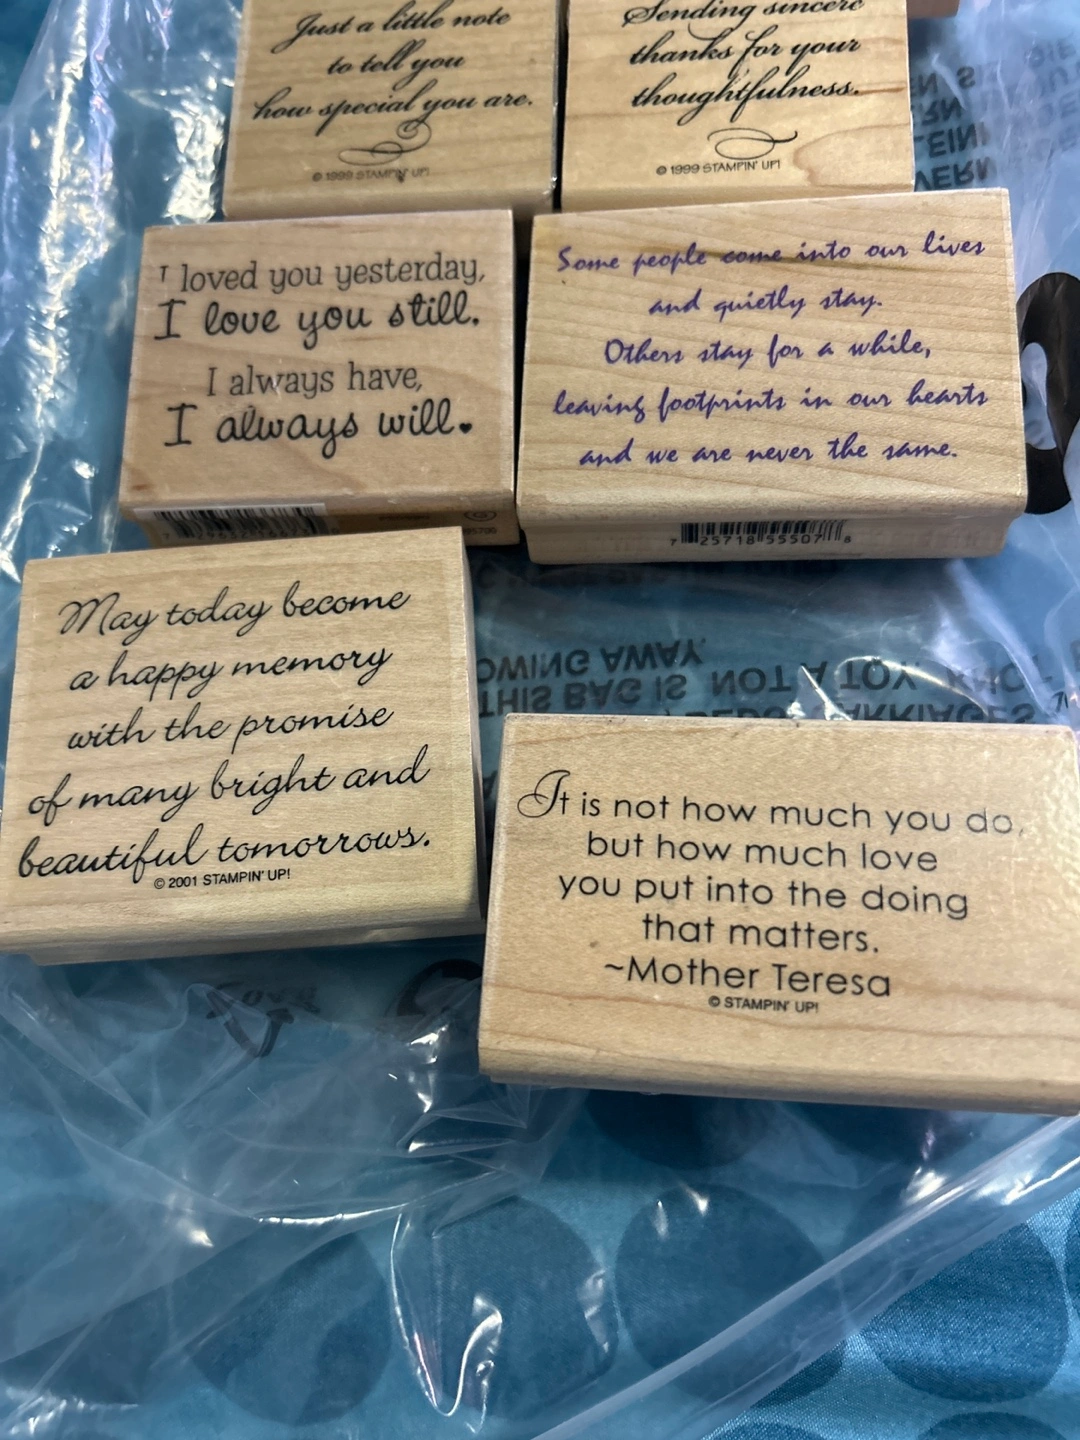 Just a little note
to tell you
how special you are.
© 1999 STAMPIN' UP!
Sending sincere
thanks for your
thoughtfulness.
© 1999 STAMPIN' UP!
I loved you yesterday,
I love you still.
I always have,
I always will.
Some people come into our lives
and quietly stay.
Others stay for a while,
leaving footprints in our hearts
and we are never the same.
7 25718 55507 8
May today become
a happy memory
with the promise
of many bright and
beautiful tomorrows.
© 2001 STAMPIN' UP!
OWING AWAY.
THIS BAG IS NOT A TOY. KNOT
It is not how much you do,
but how much love
you put into the doing
that matters.
~Mother Teresa
© STAMPIN' UP!